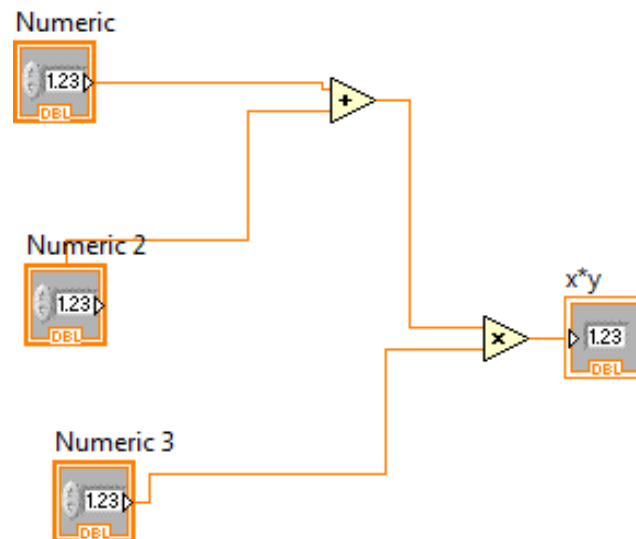 Numeric
1.23
DBL
+
Numeric 2
1.23
DBL
x*y
×
1.23
DBL
Numeric 3
1.23
DBL